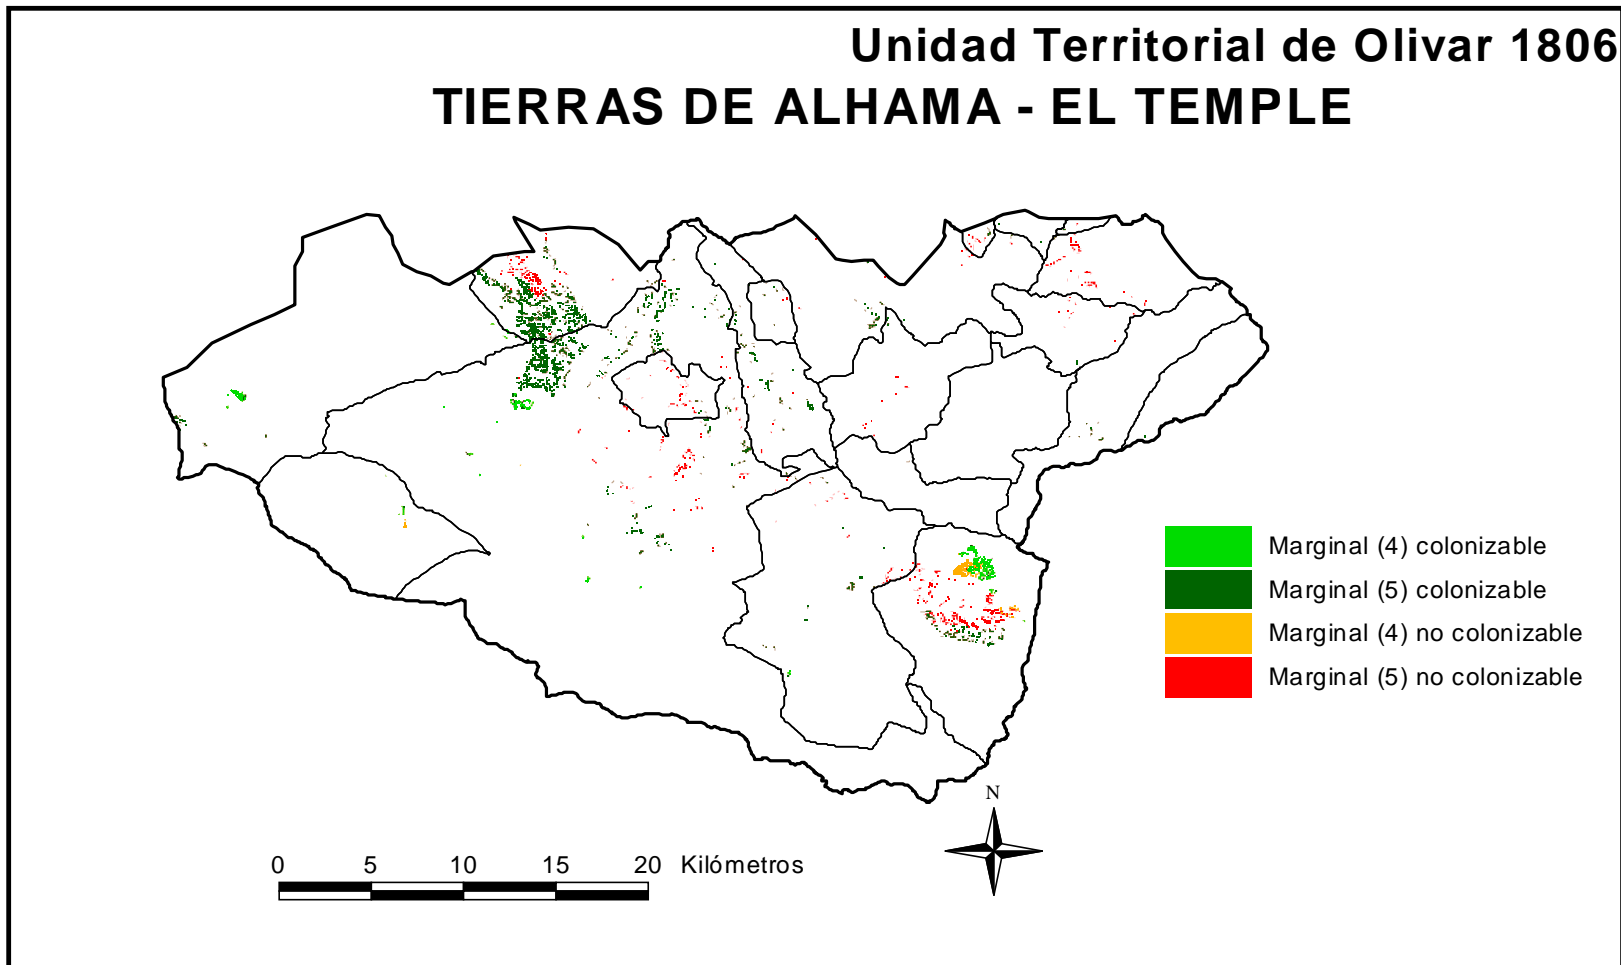 Unidad Territorial de Olivar 1806
TIERRAS DE ALHAMA - EL TEMPLE
Marginal (4) colonizable
Marginal (5) colonizable
Marginal (4) no colonizable
Marginal (5) no colonizable
N
0 5 10 15 20 Kilómetros